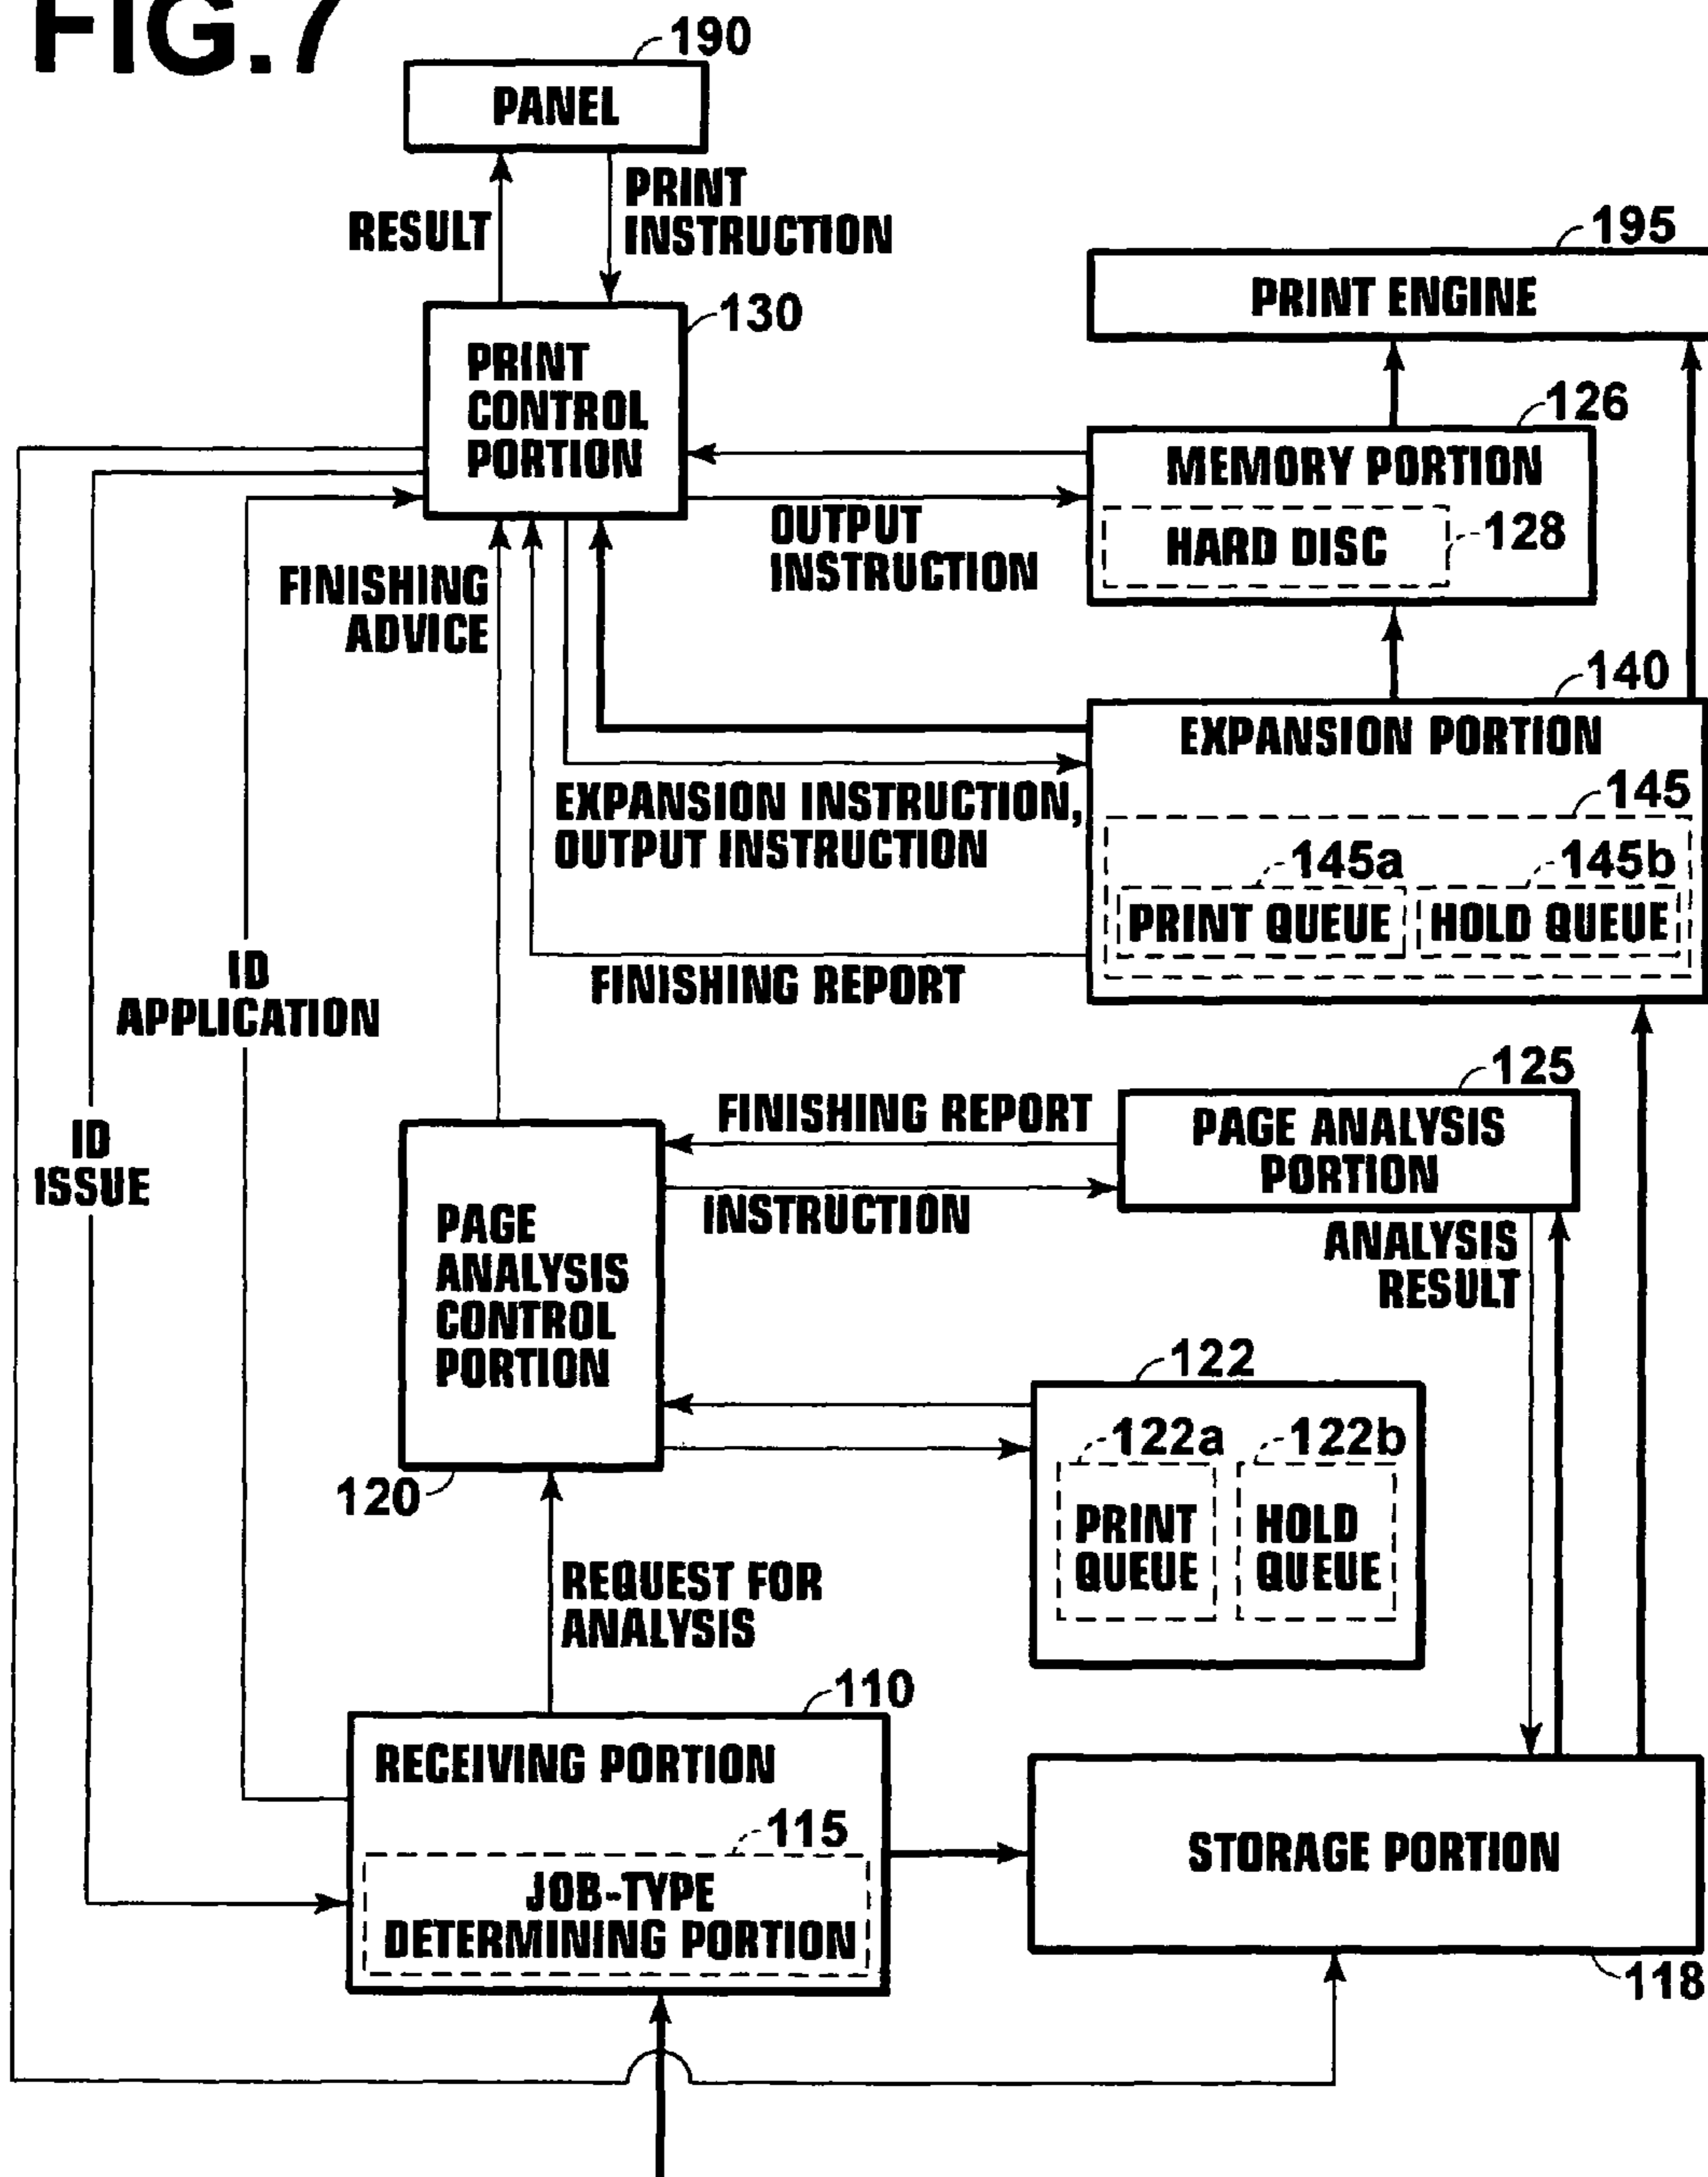 FIG.7
190
PANEL
RESULT
PRINT
INSTRUCTION
195
PRINT ENGINE
130
PRINT
CONTROL
PORTION
126
MEMORY PORTION
HARD DISC
128
OUTPUT
INSTRUCTION
FINISHING
ADVICE
140
EXPANSION PORTION
145
145a
145b
PRINT QUEUE
HOLD QUEUE
EXPANSION INSTRUCTION,
OUTPUT INSTRUCTION
FINISHING REPORT
ID
APPLICATION
ID
ISSUE
125
PAGE ANALYSIS
PORTION
FINISHING REPORT
INSTRUCTION
ANALYSIS
RESULT
PAGE
ANALYSIS
CONTROL
PORTION
120
122
122a
122b
PRINT
QUEUE
HOLD
QUEUE
REQUEST FOR
ANALYSIS
110
RECEIVING PORTION
115
JOB-TYPE
DETERMINING PORTION
STORAGE PORTION
118